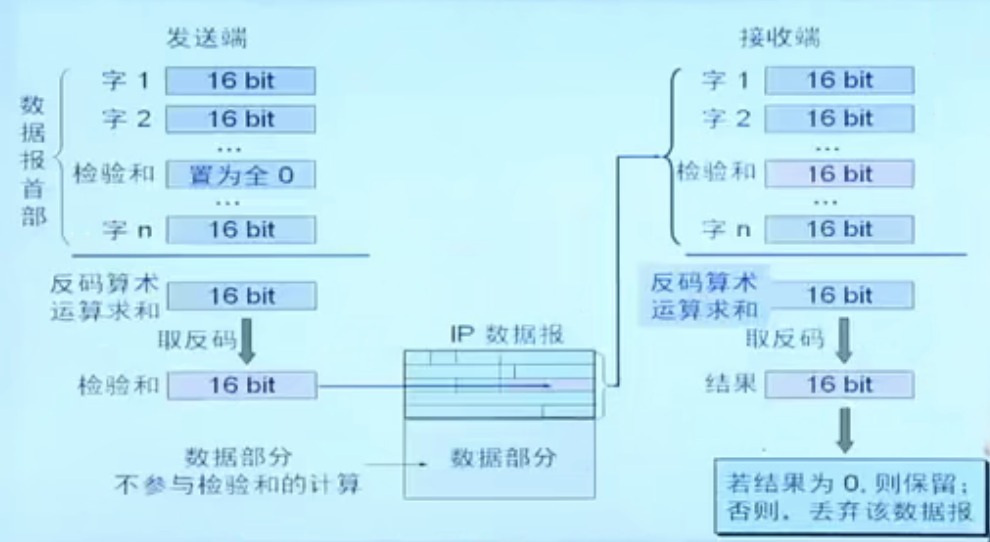 发送端
数据报首部
字 1 16 bit
字 2 16 bit
...
检验和 置为全 0
...
字 n 16 bit
反码算术
运算求和 16 bit
取反码
检验和 16 bit
数据部分
不参与检验和的计算
IP 数据报
数据部分
接收端
字 1 16 bit
字 2 16 bit
...
检验和 16 bit
...
字 n 16 bit
反码算术
运算求和 16 bit
取反码
结果 16 bit
若结果为 0, 则保留;
否则, 丢弃该数据报